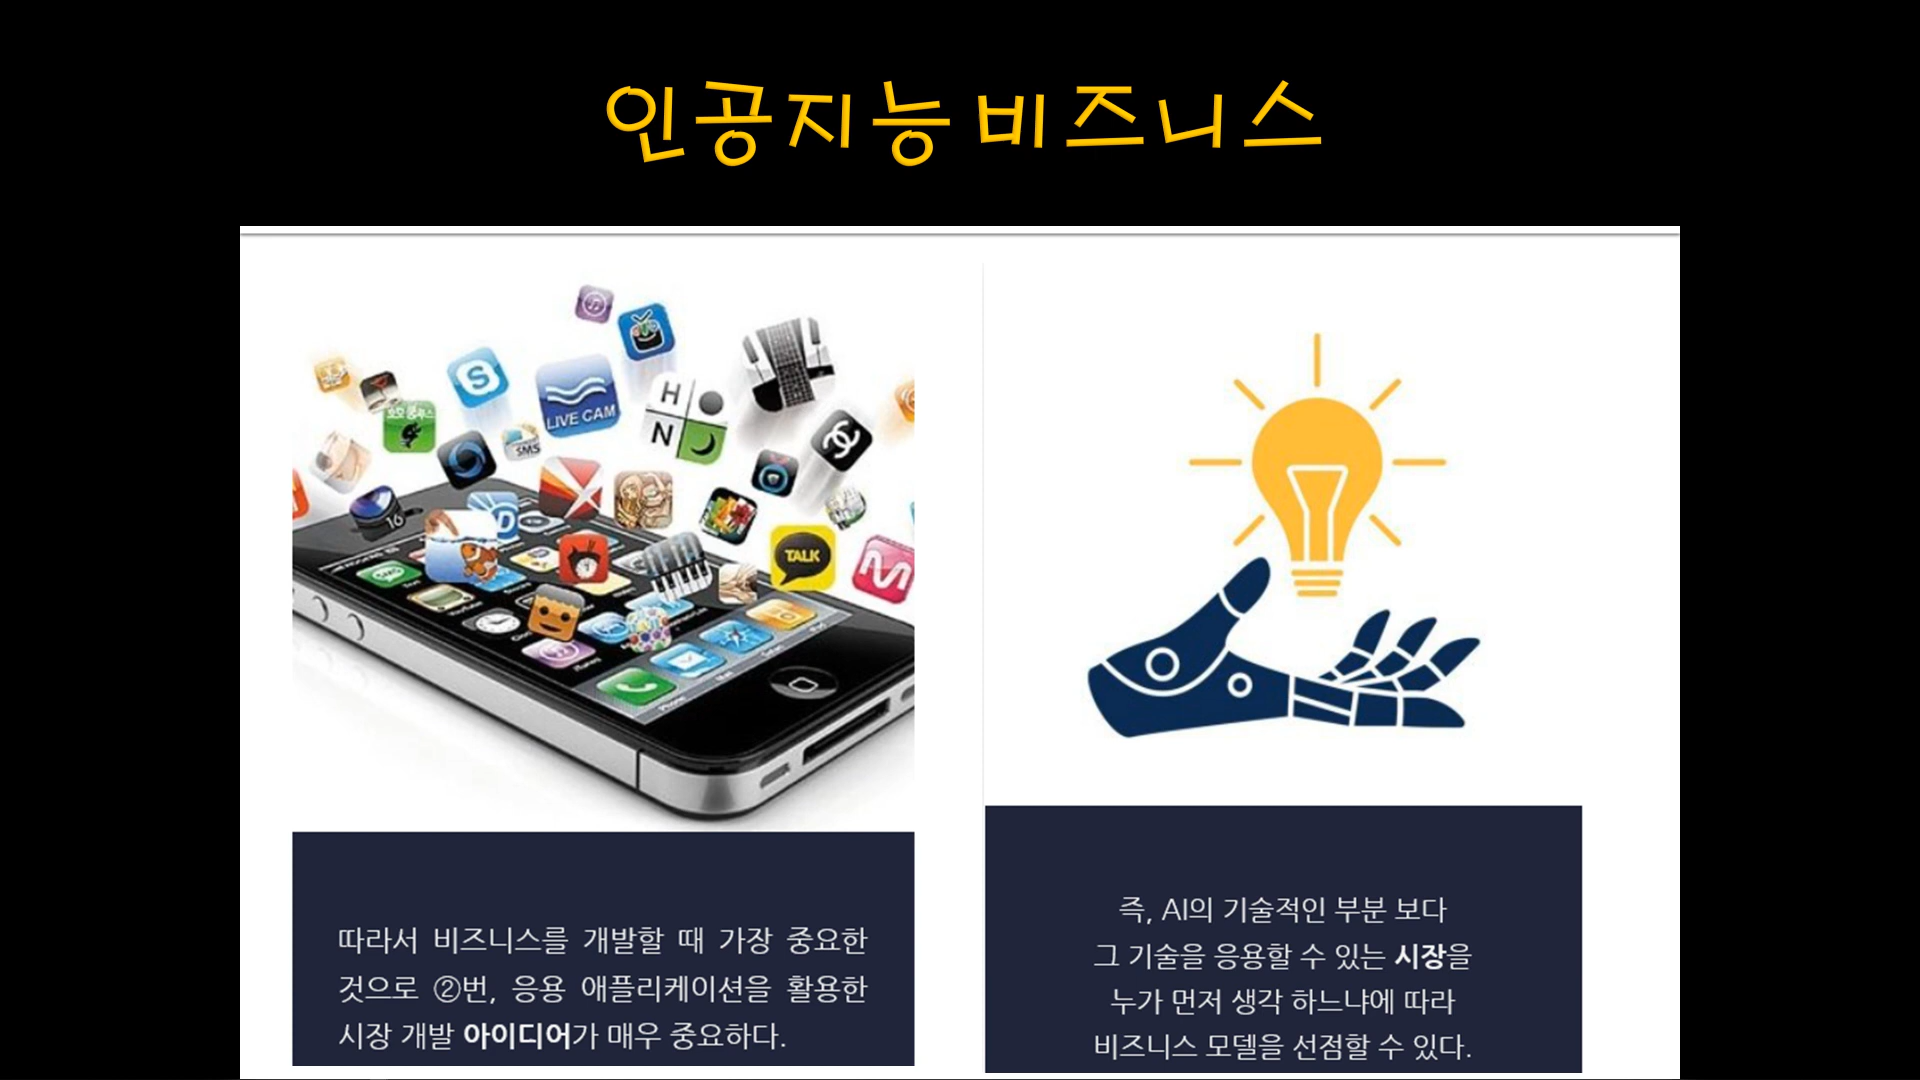 인공지능 비즈니스
LIVE CAM
H
N
SMS
16
D
TALK
Phone
따라서 비즈니스를 개발할 때 가장 중요한
것으로 ②번, 응용 애플리케이션을 활용한
시장 개발 아이디어가 매우 중요하다.
즉, AI의 기술적인 부분 보다
그 기술을 응용할 수 있는 시장을
누가 먼저 생각 하느냐에 따라
비즈니스 모델을 선점할 수 있다.